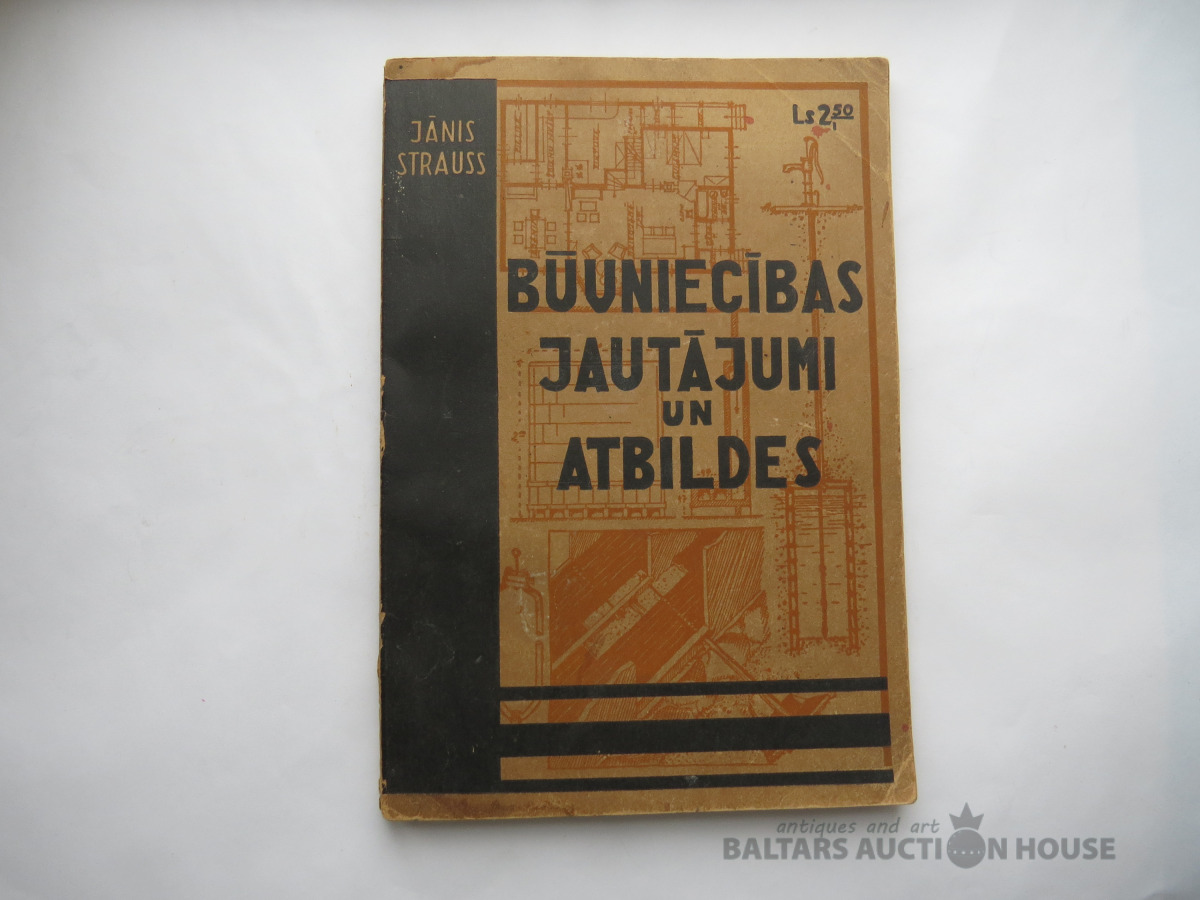 JĀNIS
STRAUSS
Ls 2,50
BŪVNIECĪBAS
JAUTĀJUMI
UN
ATBILDES
antiques and art
BALTARS AUCTION HOUSE